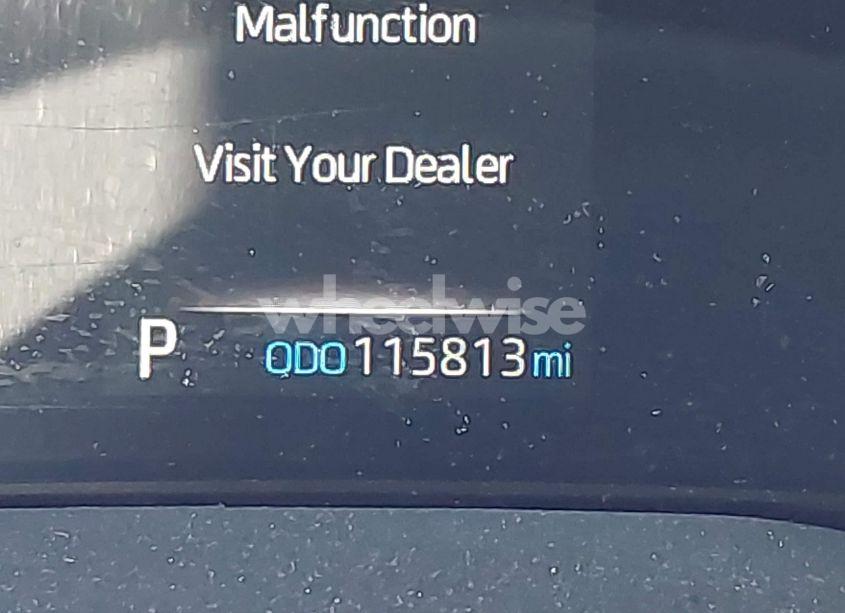 Malfunction
Visit Your Dealer
wheelwise
P ODO 115813 mi